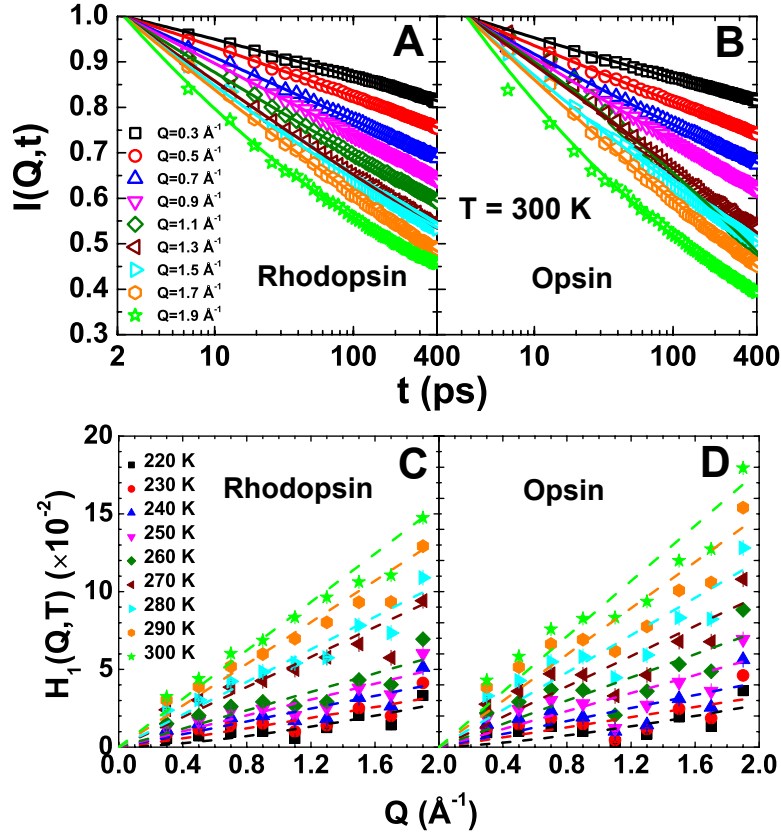 1.0
0.9
0.8
0.7
0.6
0.5
0.4
0.3
I(Q,t)
A
B
Q=0.3 Å⁻¹
Q=0.5 Å⁻¹
Q=0.7 Å⁻¹
Q=0.9 Å⁻¹
Q=1.1 Å⁻¹
Q=1.3 Å⁻¹
Q=1.5 Å⁻¹
Q=1.7 Å⁻¹
Q=1.9 Å⁻¹
T = 300 K
Rhodopsin
Opsin
2 10 100 400 10 100 400
t (ps)
20
15
10
5
0
H₁(Q,T) (×10⁻²)
C
D
Rhodopsin
Opsin
220 K
230 K
240 K
250 K
260 K
270 K
280 K
290 K
300 K
0.0 0.4 0.8 1.2 1.6 2.0 0.4 0.8 1.2 1.6 2.0
Q (Å⁻¹)